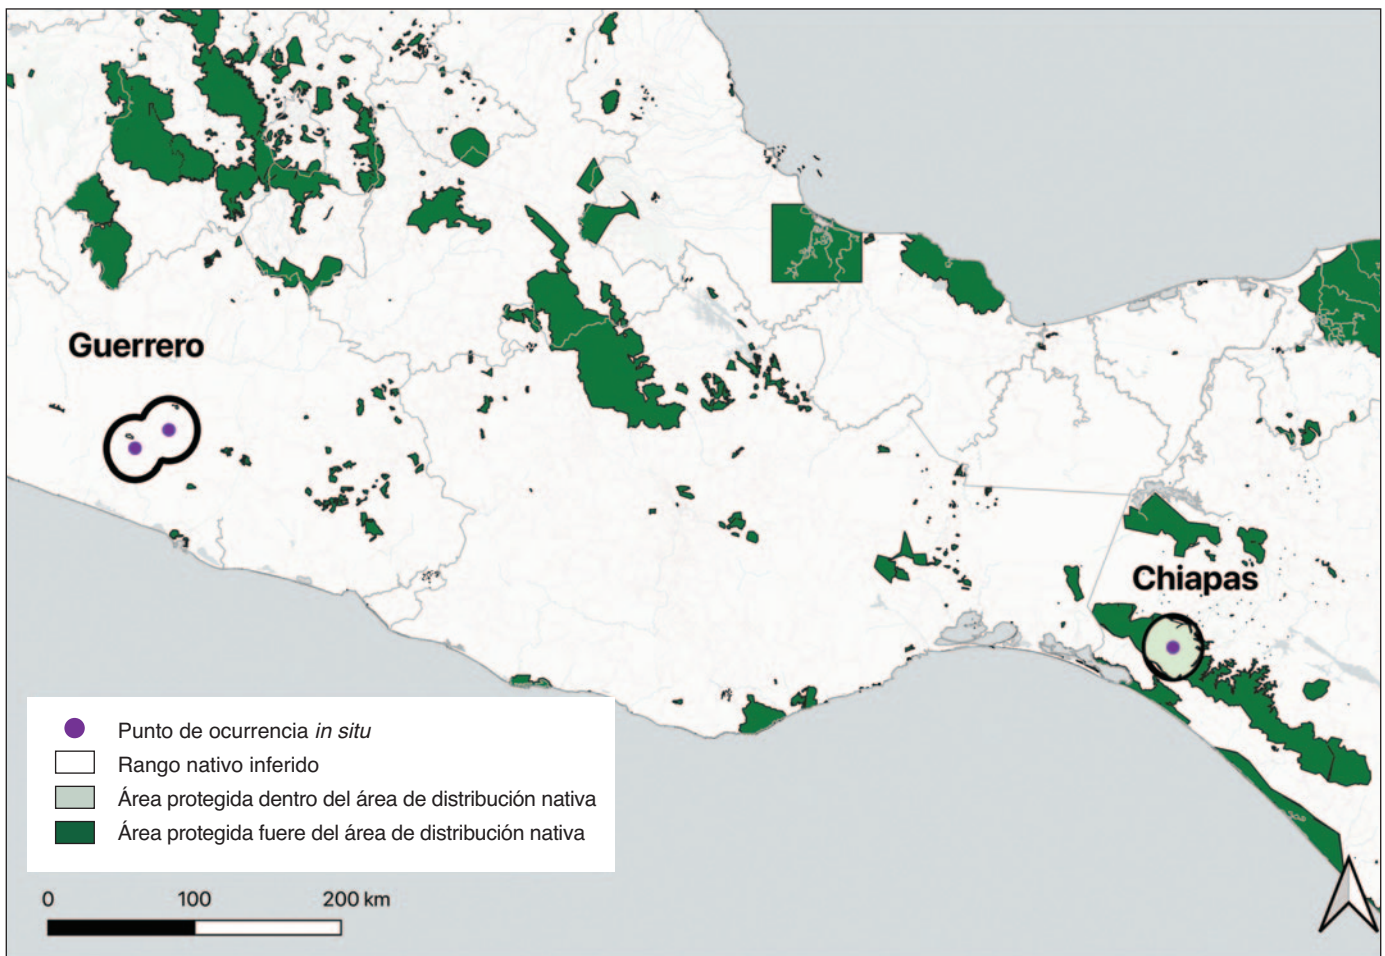 Guerrero
Chiapas
Punto de ocurrencia in situ
Rango nativo inferido
Área protegida dentro del área de distribución nativa
Área protegida fuere del área de distribución nativa
0 100 200 km